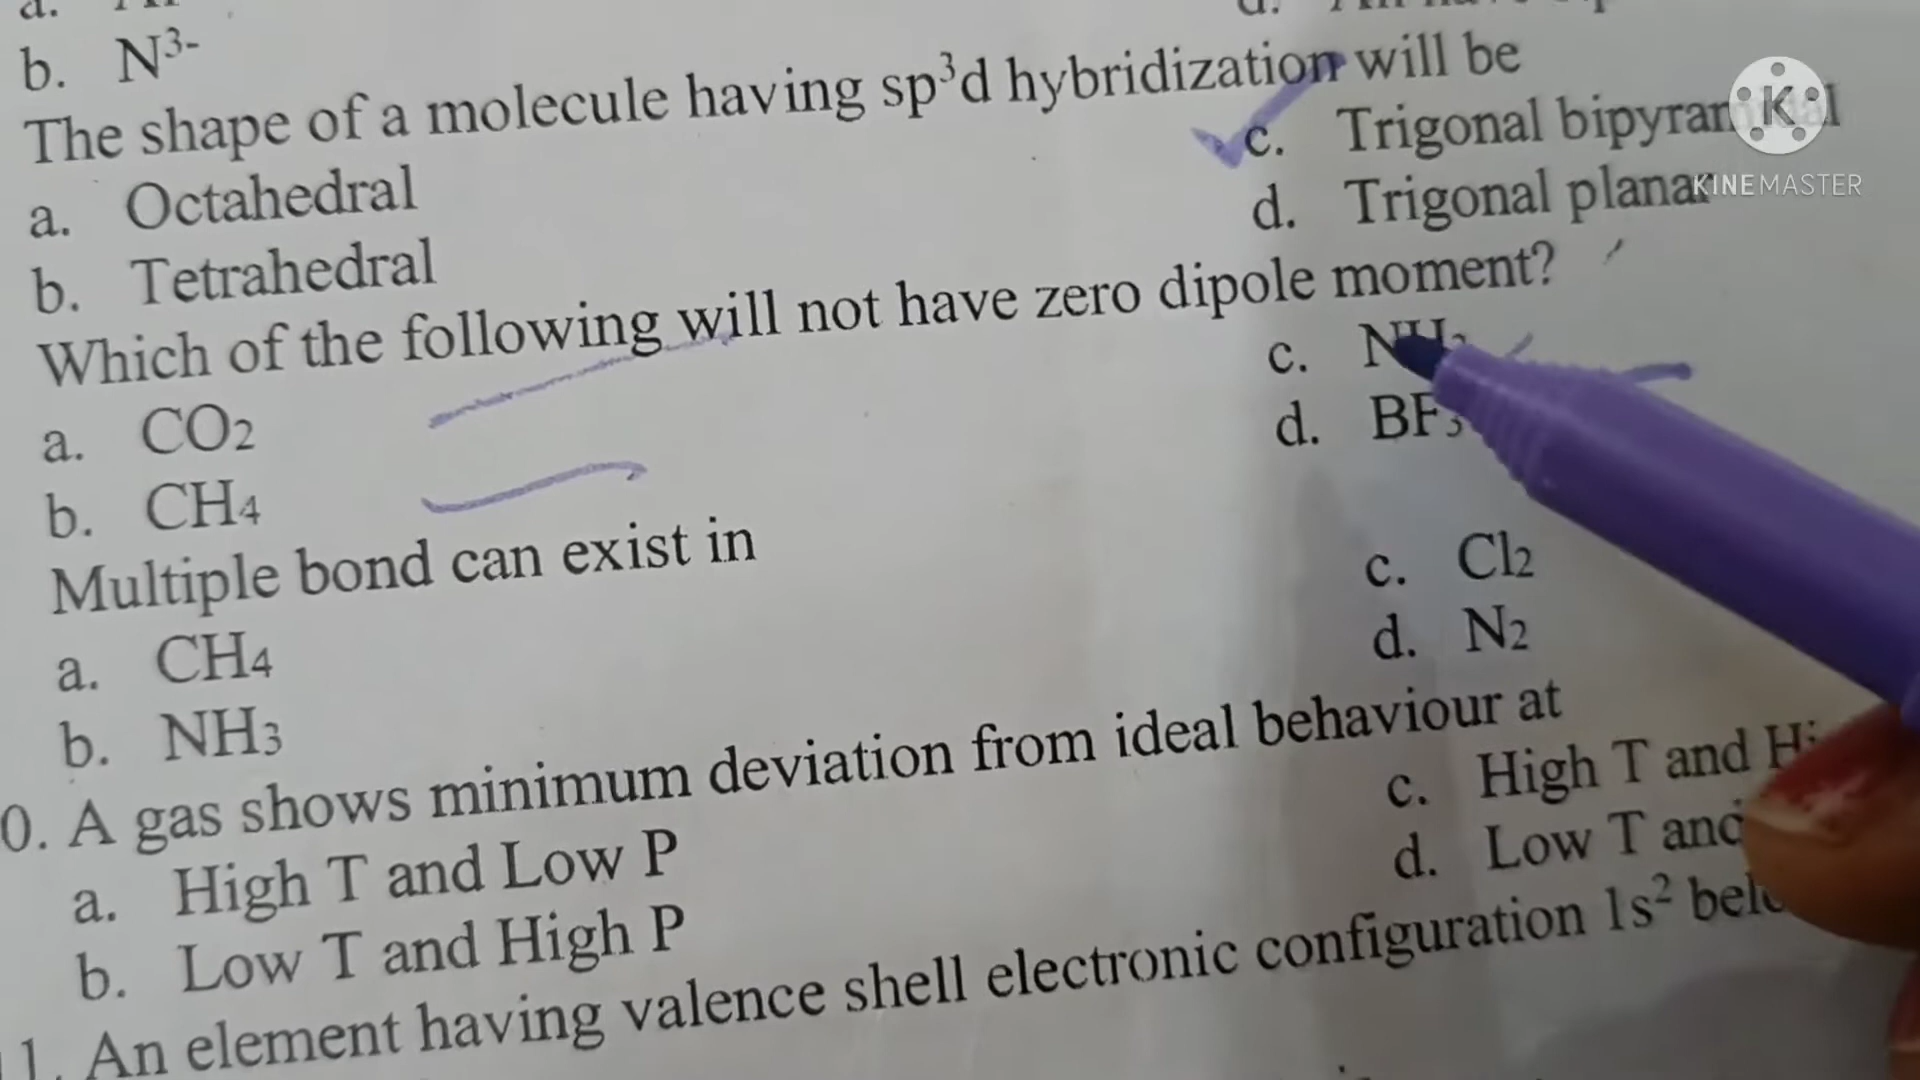 b. N³⁻
The shape of a molecule having sp³d hybridization will be
a. Octahedral
b. Tetrahedral
c. Trigonal
d. Trigonal planar
Which of the following will not have zero dipole moment?
a. CO₂
b. CH₄
c.
d. BF₃
Multiple bond can exist in
a. CH₄
b. NH₃
c. Cl₂
d. N₂
0. A gas shows minimum deviation from ideal behaviour at
a. High T and Low P
b. Low T and High P
c. High T and
d. Low T and
1. An element having valence shell electronic configuration 1s²
K
KINEMASTER